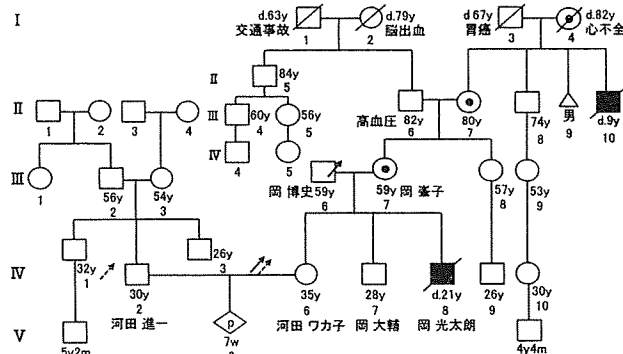 I
d.63y
交通事故
1
d.79y
脳出血
2
d 67y
胃癌
3
d.82y
心不全
4
II
84y
5
II
1
2
3
4
III
60y
4
56y
5
高血圧
82y
6
80y
7
74y
8
男
9
d.9y
10
IV
4
5
III
1
56y
2
54y
3
岡 博史
59y
6
59y
7
岡 峯子
57y
8
53y
9
IV
32y
1
30y
2
河田 進一
26y
3
35y
6
河田 ワカ子
28y
7
岡 大輔
d.21y
8
岡 光太朗
26y
9
30y
10
V
5y2m
P
7w
4y4m